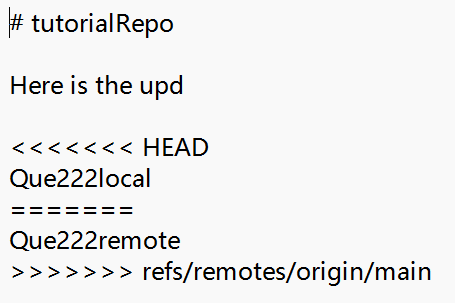 # tutorialRepo
Here is the upd
<<<<<<< HEAD
Que222local
=======
Que222remote
>>>>>>> refs/remotes/origin/main